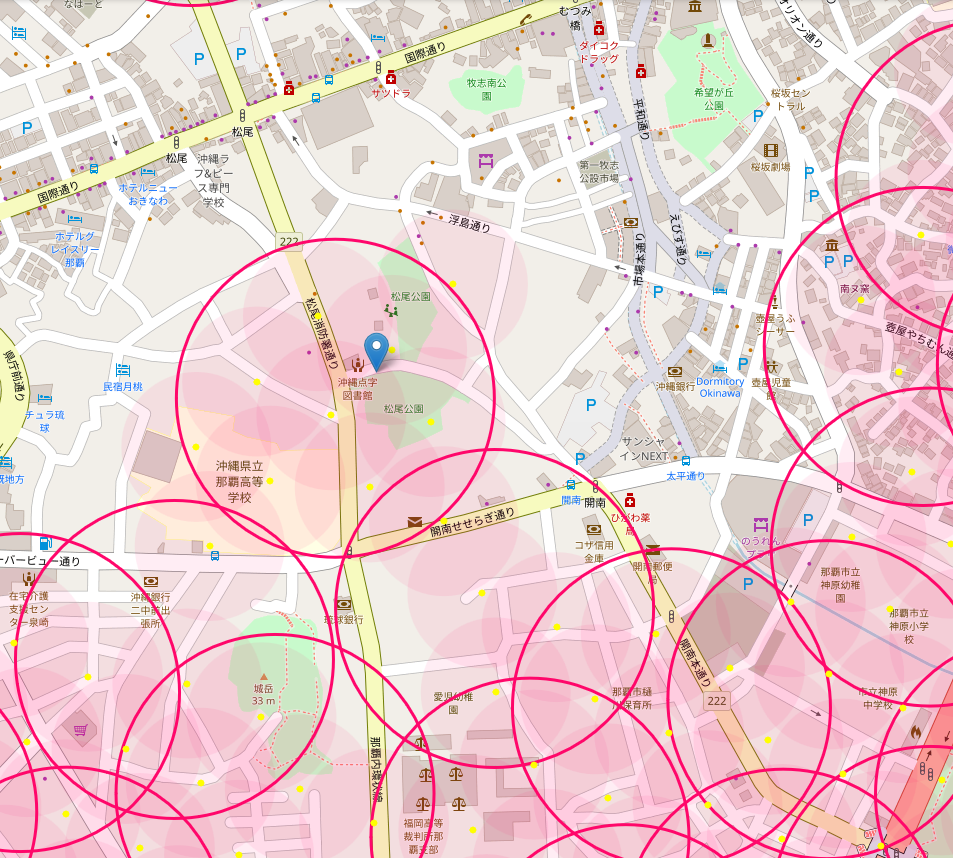 なはーと
むつみ
橋
オリオン通り
国際通り
ダイコク
ドラッグ
サツドラ
牧志南公
園
希望が丘
公園
桜坂セン
トラル
平和通り
松尾
松尾
沖縄ラ
フ&ピー
ス専門
学校
第一牧志
公設市場
桜坂劇場
ホテルニュー
おきなわ
国際通り
浮島通り
えびす通り
ホテルグ
レイスリー
那覇
222
市場本通り
南ヌ窯
松尾公園
松尾消防署通り
壺屋うふ
シーサー
壺屋やちむん通
県庁前通り
民宿月桃
沖縄点字
図書館
沖縄銀行
Dormitory
Okinawa
壺屋児童
館
チュラ琉
球
松尾公園
サンシャ
インNEXT
沖縄県立
那覇高等
学校
太平通り
開南
開南
ひがわ薬
局
開南せせらぎ通り
のうれん
プラザ
コザ信用
金庫
開南郵便
局
ーバービュー通り
在宅介護
支援セン
ター泉崎
沖縄銀行
二中前出
張所
那覇市立
神原幼稚
園
琉球銀行
那覇市立
神原小学
校
開南本通り
城岳
33 m
愛児幼稚
園
那覇市樋
川保育所
222
市立神原
中学校
那覇内環状線
福岡高等
裁判所那
覇支部